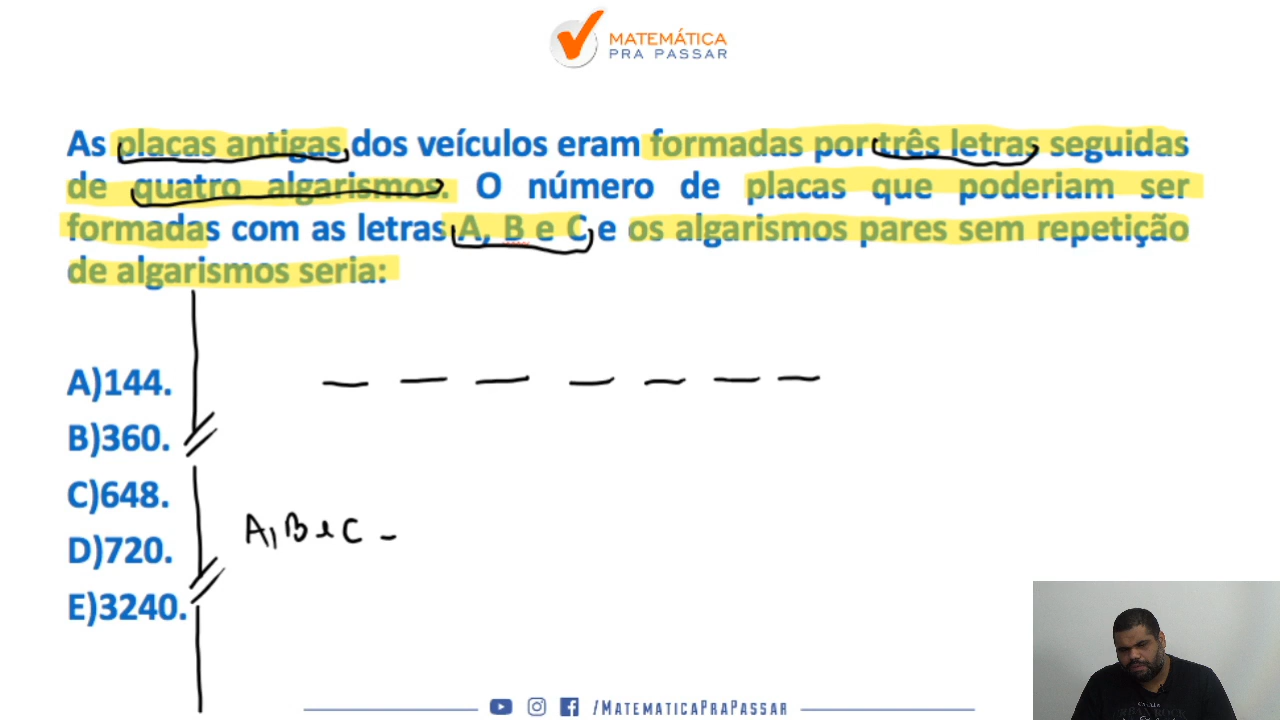 MATEMÁTICA
PRA PASSAR
As placas antigas dos veículos eram formadas por três letras seguidas
de quatro algarismos. O número de placas que poderiam ser
formadas com as letras A, B e C e os algarismos pares sem repetição
de algarismos seria:
A)144.
B)360.
C)648.
D)720.
E)3240.
A, B e C -
/MatematicaPraPassar